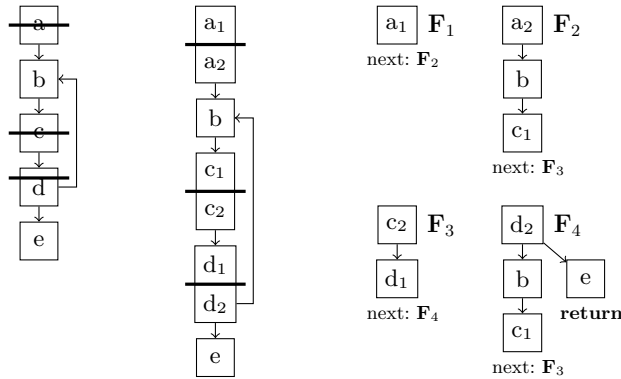 a
b
c
d
e
a₁
a₂
b
c₁
c₂
d₁
d₂
e
a₁ F₁
next: F₂
a₂ F₂
b
c₁
next: F₃
c₂ F₃
d₁
next: F₄
d₂ F₄
b e
return
c₁
next: F₃